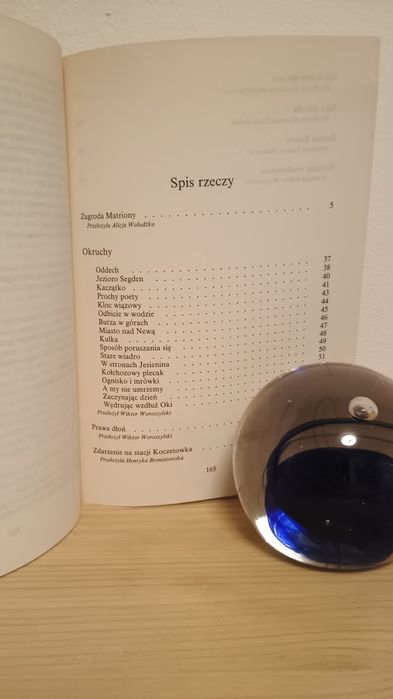 Spis rzeczy
Zagroda Matriony . . . . . . . . . . . . . . . . . . . . 5
Przełożyła Alicja Wołodźko
Okruchy
Oddech . . . . . . . . . . . . . . . . . . . . 37
Jezioro Segden . . . . . . . . . . . . . . . . . . . . 38
Kaczątko . . . . . . . . . . . . . . . . . . . . 40
Prochy poety . . . . . . . . . . . . . . . . . . . . 41
Kloc wiązowy . . . . . . . . . . . . . . . . . . . . 43
Odbicie w wodzie . . . . . . . . . . . . . . . . . . . . 44
Burza w górach . . . . . . . . . . . . . . . . . . . . 45
Miasto nad Newą . . . . . . . . . . . . . . . . . . . . 46
Kulka . . . . . . . . . . . . . . . . . . . . 47
Sposób poruszania się . . . . . . . . . . . . . . . . . . . . 48
Stare wiadro . . . . . . . . . . . . . . . . . . . . 49
W stronach Jesienina . . . . . . . . . . . . . . . . . . . . 50
Kołchozowy plecak . . . . . . . . . . . . . . . . . . . . 51
Ognisko i mrówki . . . . . . . . . . . .
A my nie umrzemy . . . . . . . . . . . .
Zaczynając dzień . . . . . . . . . . . .
Wędrując wzdłuż Oki . . . . . . . . . . . .
Przełożył Wiktor Woroszylski
Prawa dłoń . . . . . . . . . . . .
Przełożył Wiktor Woroszylski
Zdarzenie na stacji Koczetowka . . . . . .
Przełożyła Henryka Broniatowska
165